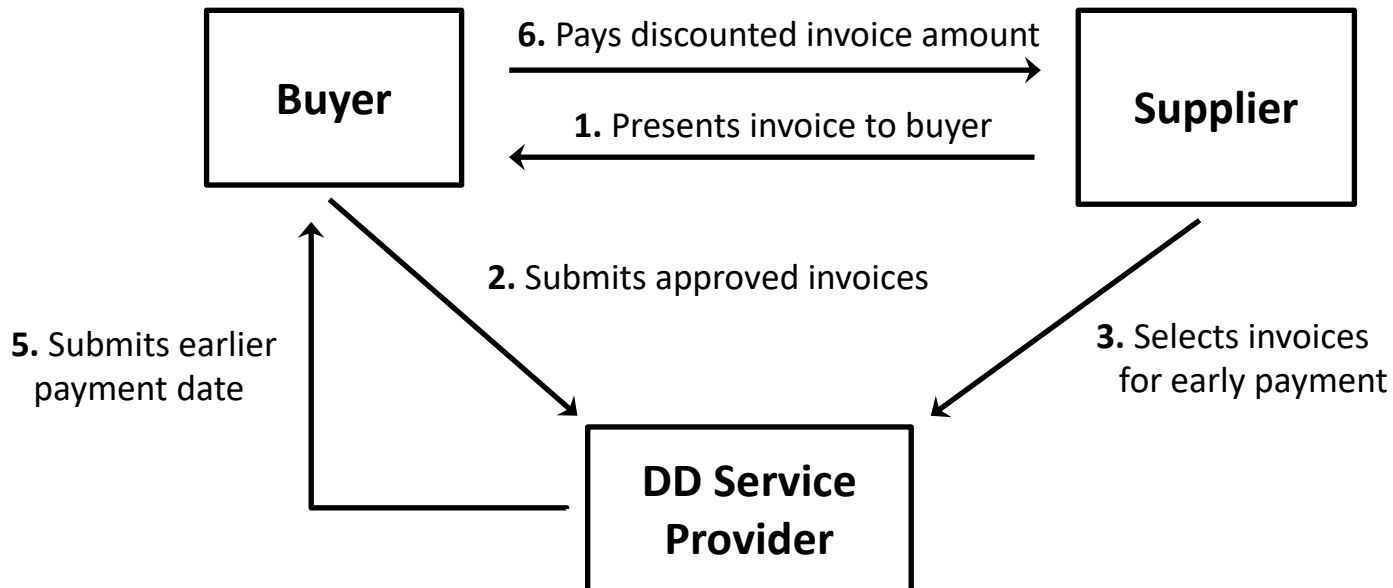 6. Pays discounted invoice amount
Buyer
Supplier
1. Presents invoice to buyer
2. Submits approved invoices
5. Submits earlier
payment date
3. Selects invoices
for early payment
DD Service
Provider